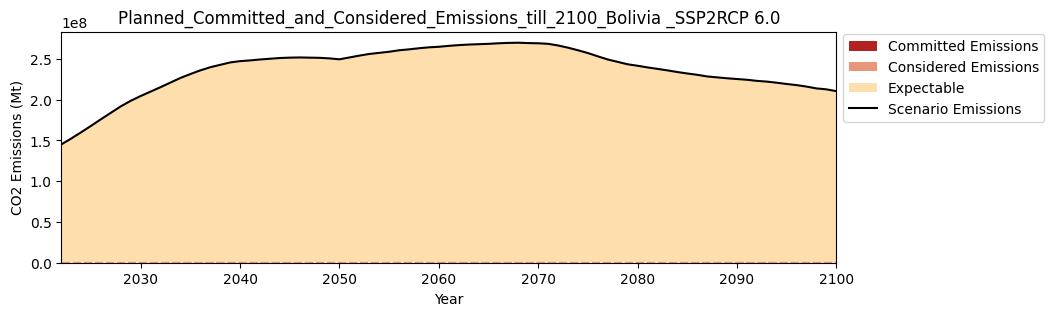 Planned_Committed_and_Considered_Emissions_till_2100_Bolivia _SSP2RCP 6.0
1e8
CO2 Emissions (Mt)
2.5
2.0
1.5
1.0
0.5
0.0
2030 2040 2050 2060 2070 2080 2090 2100
Year
Committed Emissions
Considered Emissions
Expectable
Scenario Emissions